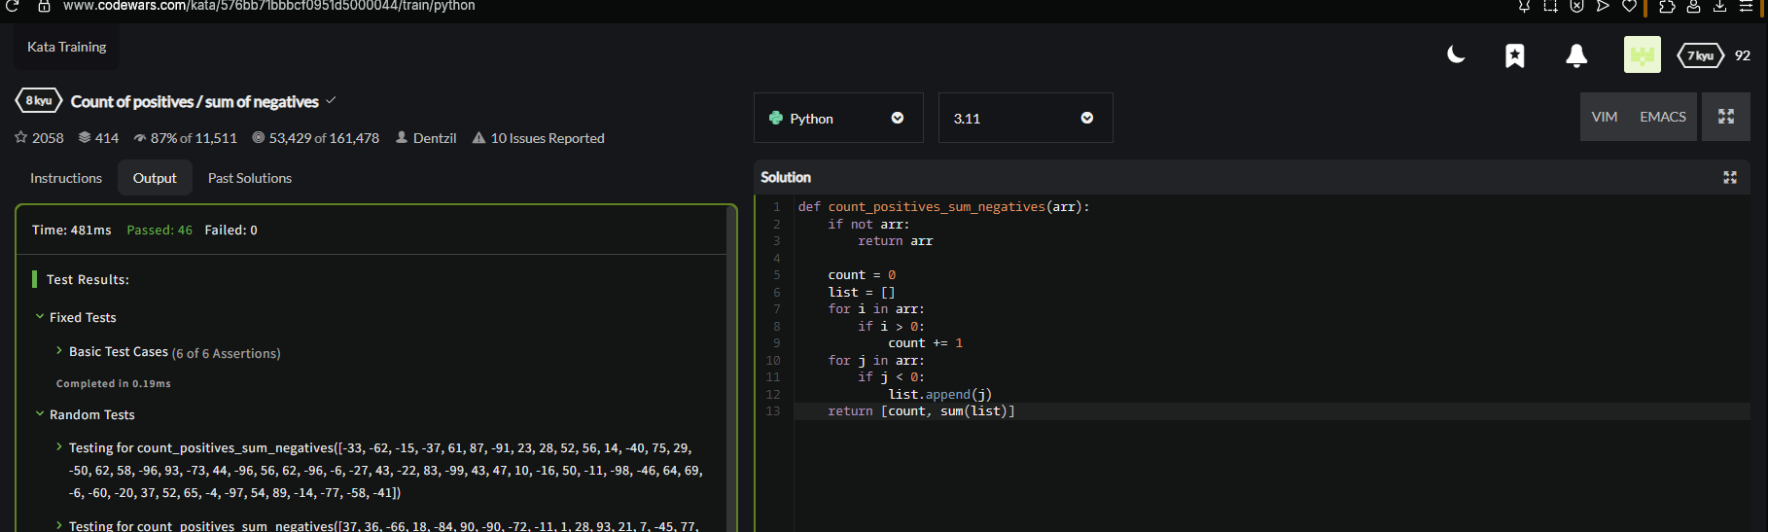 www.codewars.com/kata/576bb71bbbcf0951d5000044/train/python
Kata Training
7 kyu 92
8 kyu Count of positives / sum of negatives
2058 414 87% of 11,511 53,429 of 161,478 Dentzil 10 Issues Reported
Instructions Output Past Solutions
Time: 481ms Passed: 46 Failed: 0
Test Results:
Fixed Tests
Basic Test Cases (6 of 6 Assertions)
Completed in 0.19ms
Random Tests
Testing for count_positives_sum_negatives([-33, -62, -15, -37, 61, 87, -91, 23, 28, 52, 56, 14, -40, 75, 29,
-50, 62, 58, -96, 93, -73, 44, -96, 56, 62, -96, -6, -27, 43, -22, 83, -99, 43, 47, 10, -16, 50, -11, -98, -46, 64, 69,
-6, -60, -20, 37, 52, 65, -4, -97, 54, 89, -14, -77, -58, -41])
Testing for count_positives_sum_negatives([37, 36, -66, 18, -84, 90, -90, -72, -11, 1, 28, 93, 21, 7, -45, 77,
Python 3.11 VIM EMACS
Solution
1 def count_positives_sum_negatives(arr):
2     if not arr:
3         return arr
4
5     count = 0
6     list = []
7     for i in arr:
8         if i > 0:
9             count += 1
10     for j in arr:
11         if j < 0:
12             list.append(j)
13     return [count, sum(list)]